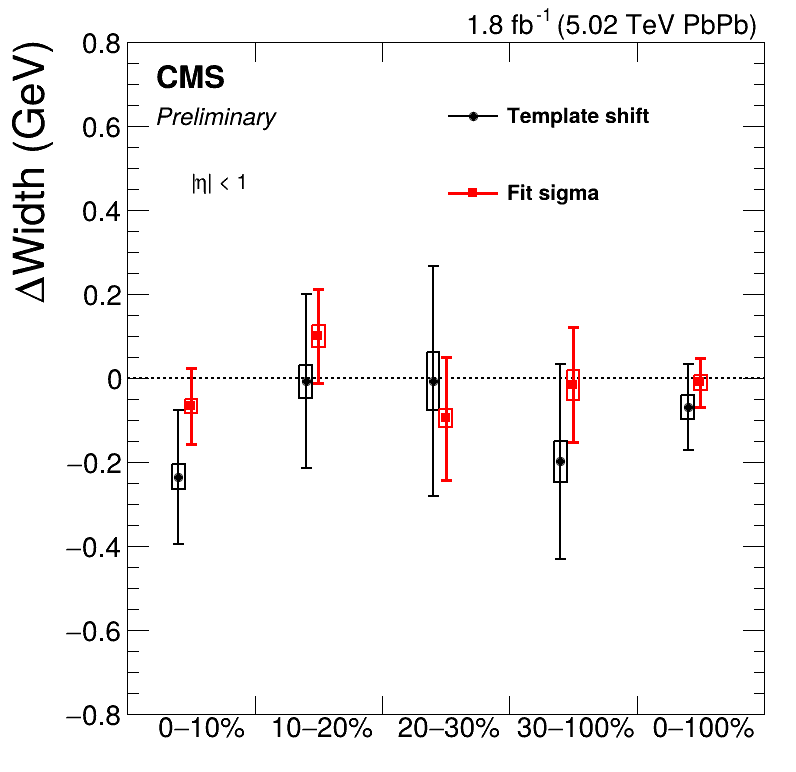 1.8 fb⁻¹ (5.02 TeV PbPb)
ΔWidth (GeV)
CMS
Preliminary
|η| < 1
Template shift
Fit sigma
0.8
0.6
0.4
0.2
0
−0.2
−0.4
−0.6
−0.8
0−10% 10−20% 20−30% 30−100% 0−100%